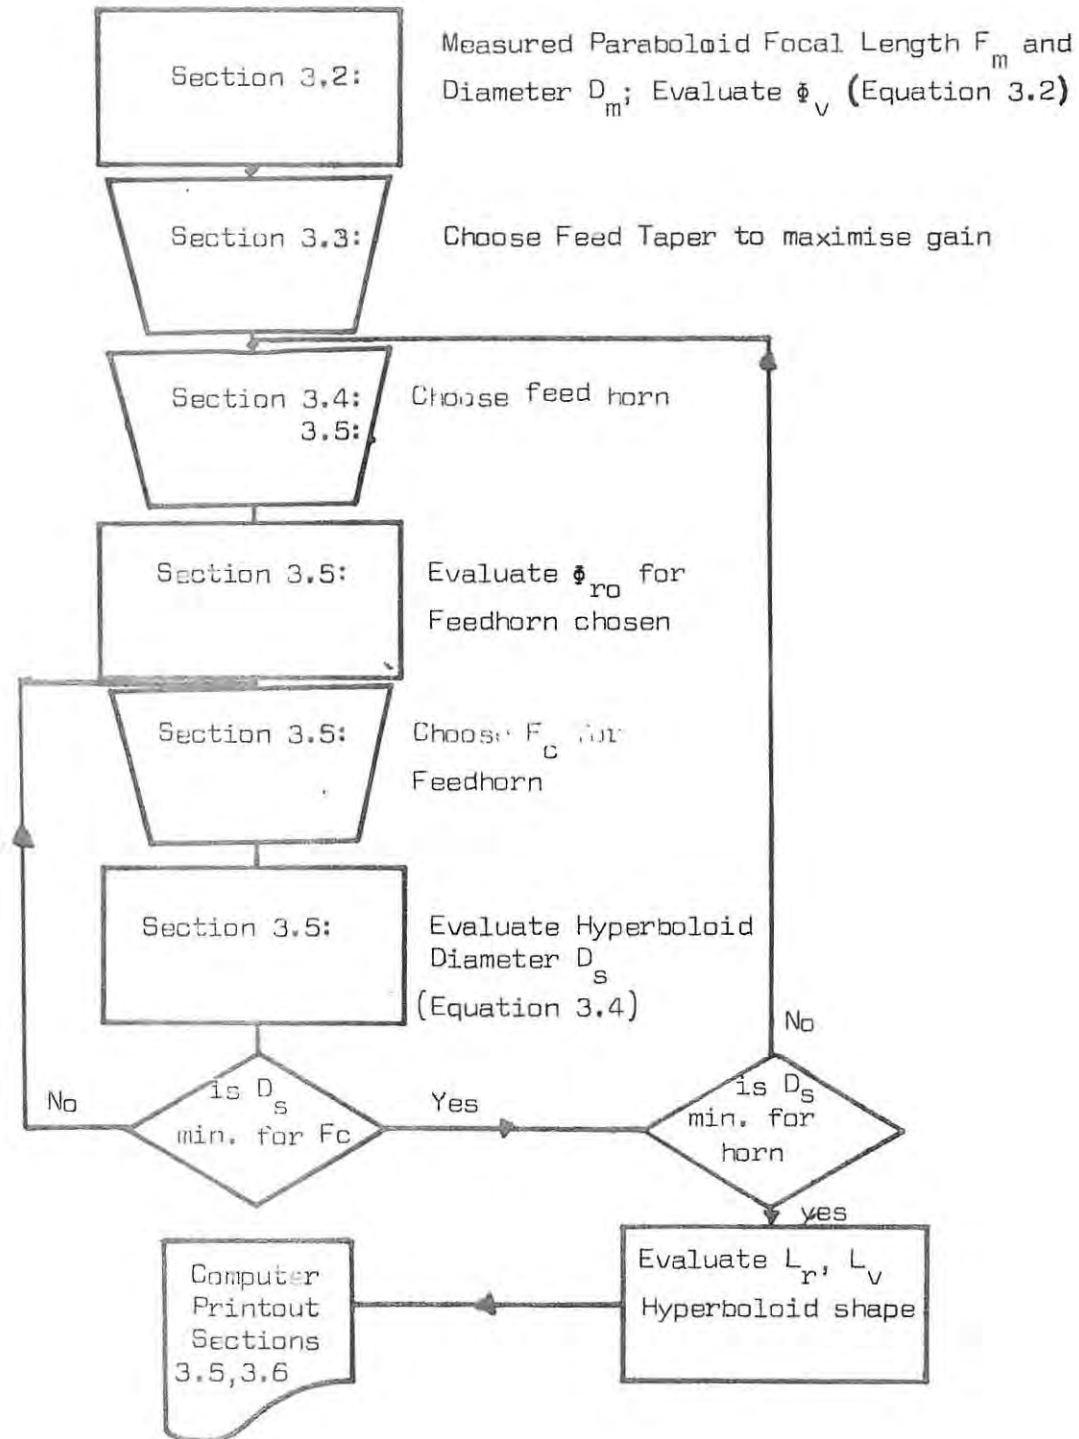 Section 3.2:
Measured Paraboloid Focal Length F_m and
Diameter D_m; Evaluate Φ_v (Equation 3.2)
Section 3.3:
Choose Feed Taper to maximise gain
Section 3.4:
3.5:
Choose feed horn
Section 3.5:
Evaluate Φ_ro for
Feedhorn chosen
Section 3.5:
Choose F_c for
Feedhorn
Section 3.5:
Evaluate Hyperboloid
Diameter D_s
(Equation 3.4)
No
is D_s
min. for Fc
Yes
is D_s
min. for
horn
No
yes
Evaluate L_r, L_v
Hyperboloid shape
Computer
Printout
Sections
3.5,3.6